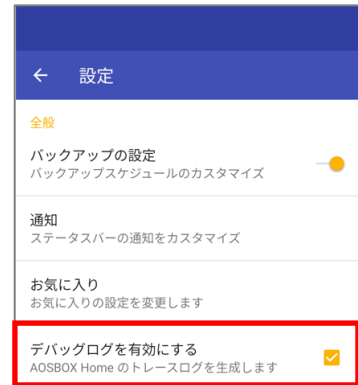 設定
全般
バックアップの設定
バックアップスケジュールのカスタマイズ
通知
ステータスバーの通知をカスタマイズ
お気に入り
お気に入りの設定を変更します
デバッグログを有効にする
AOSBOX Home のトレースログを生成します